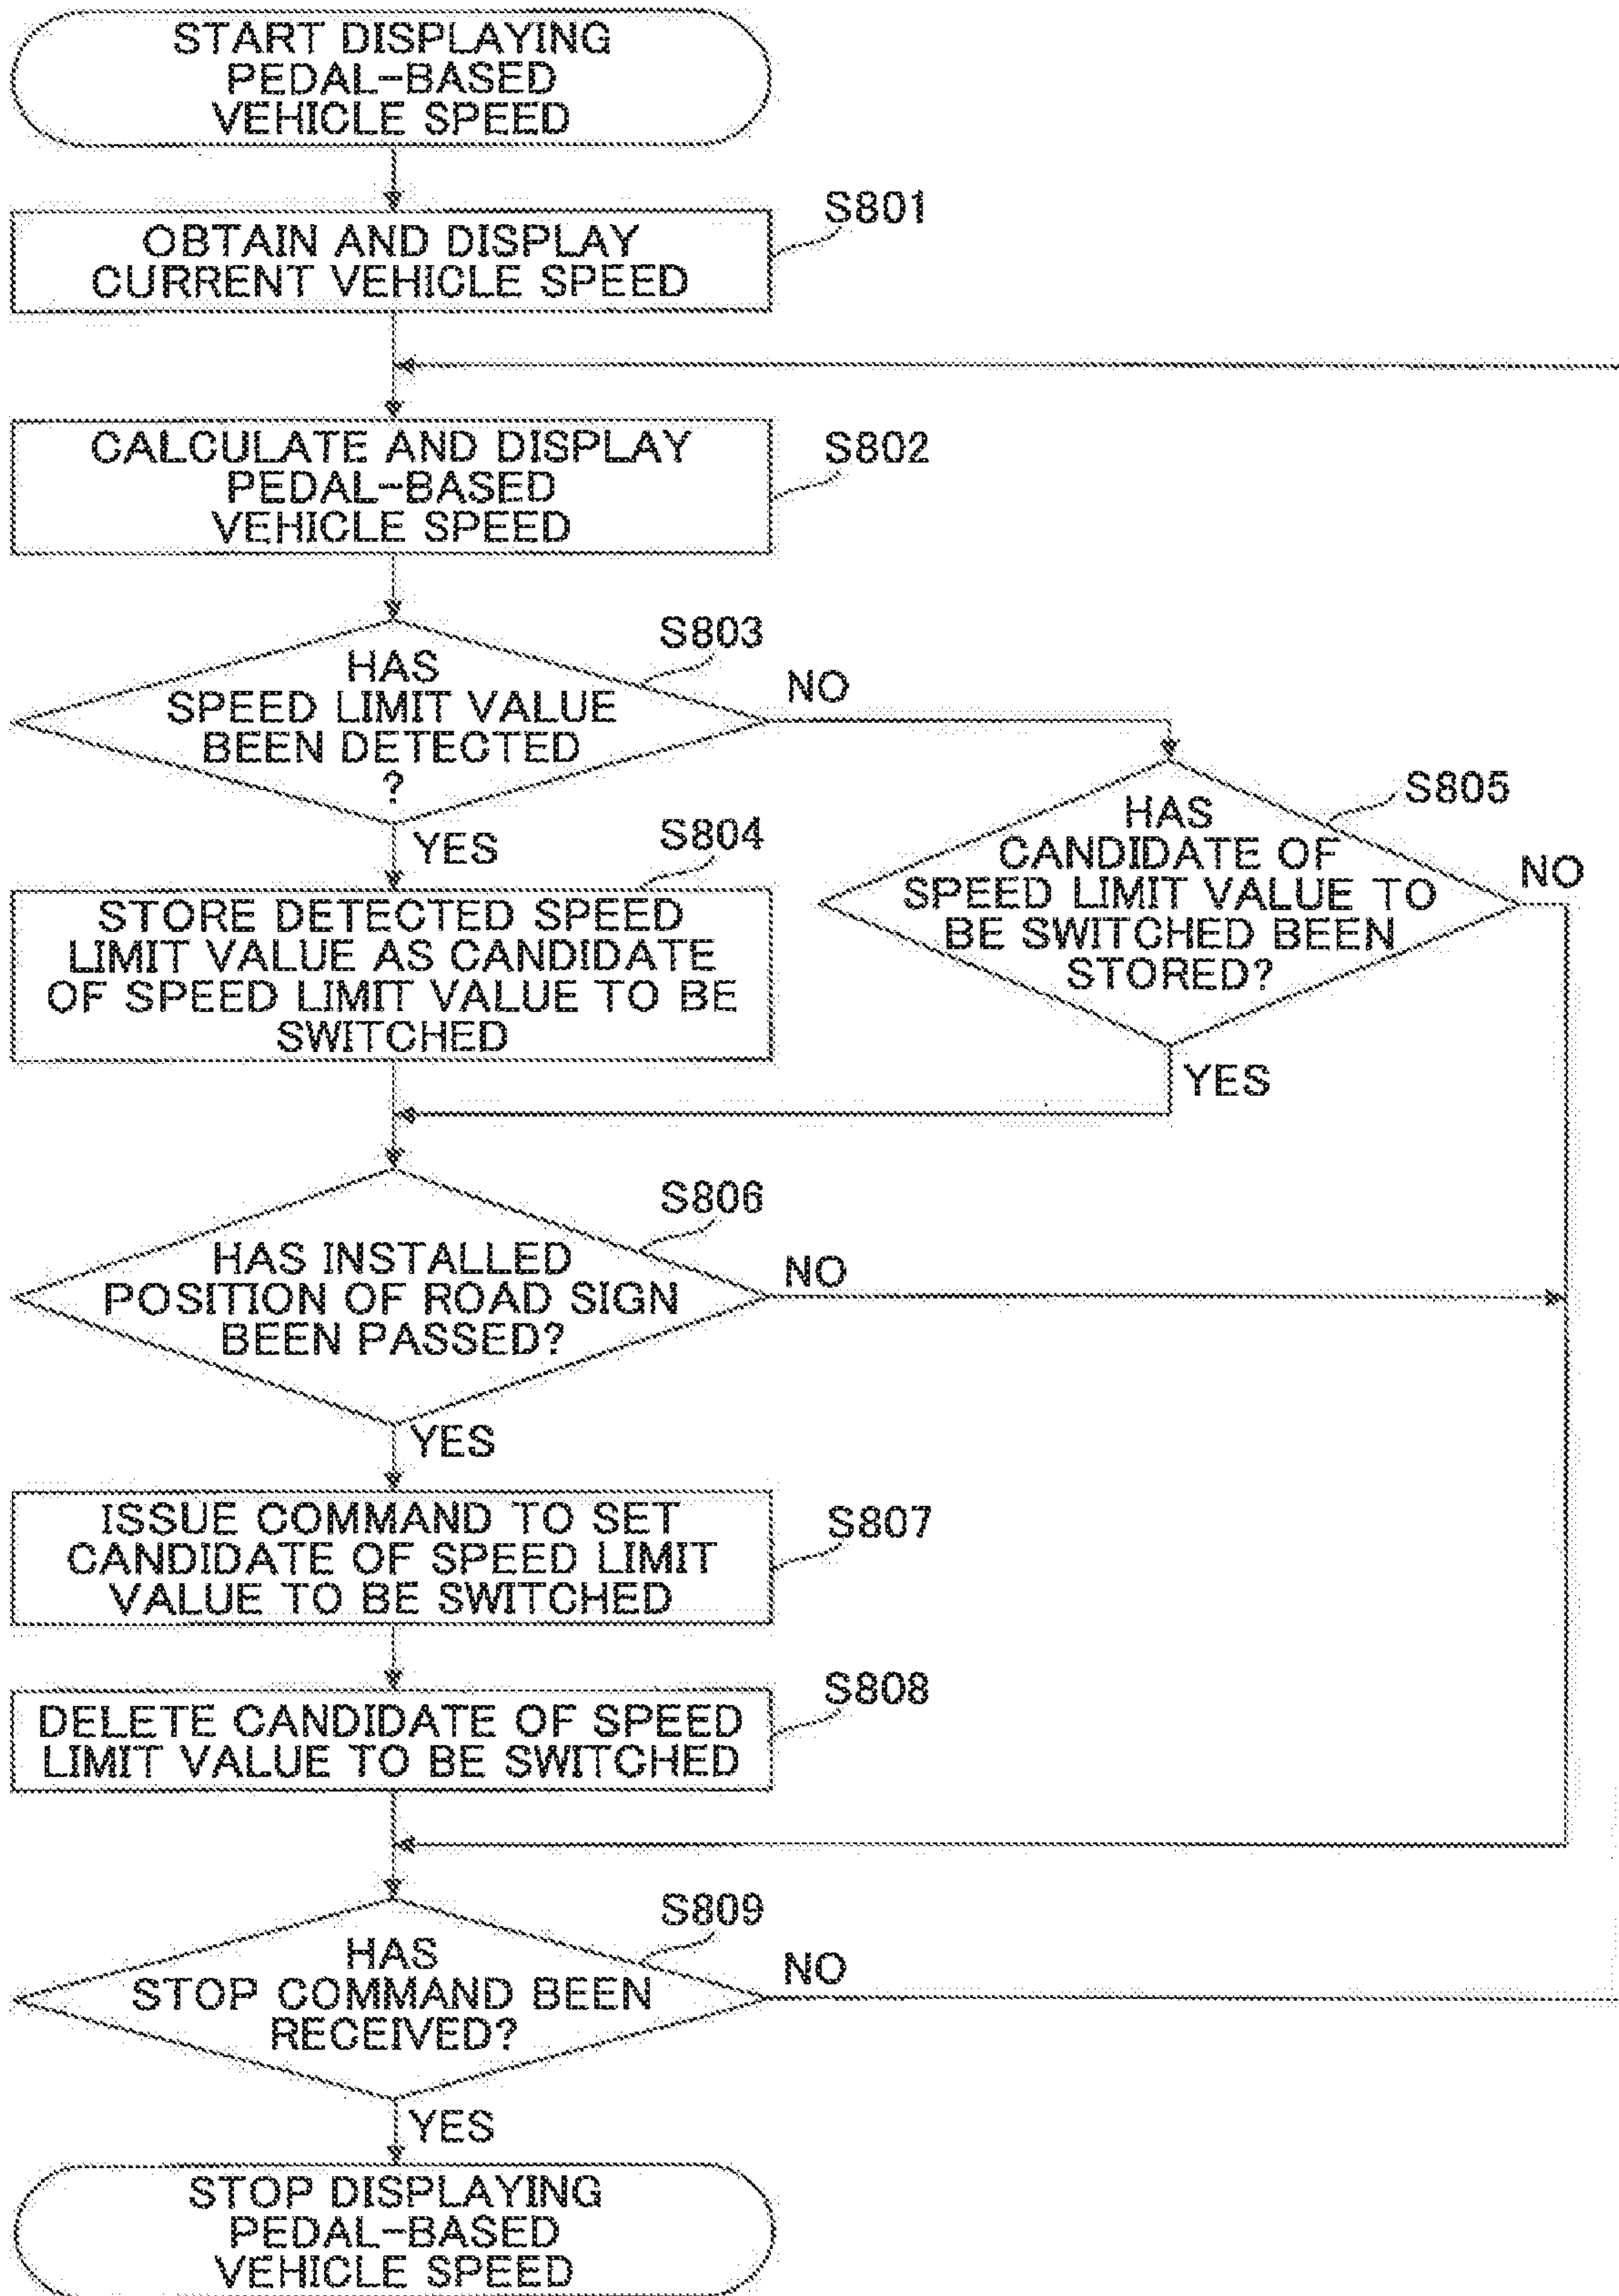 START DISPLAYING
PEDAL-BASED
VEHICLE SPEED
S801
OBTAIN AND DISPLAY
CURRENT VEHICLE SPEED
S802
CALCULATE AND DISPLAY
PEDAL-BASED
VEHICLE SPEED
S803
HAS
SPEED LIMIT VALUE
BEEN DETECTED
?
NO
YES
S804
STORE DETECTED SPEED
LIMIT VALUE AS CANDIDATE
OF SPEED LIMIT VALUE TO BE
SWITCHED
S805
HAS
CANDIDATE OF
SPEED LIMIT VALUE TO
BE SWITCHED BEEN
STORED?
NO
YES
S806
HAS INSTALLED
POSITION OF ROAD SIGN
BEEN PASSED?
NO
YES
S807
ISSUE COMMAND TO SET
CANDIDATE OF SPEED LIMIT
VALUE TO BE SWITCHED
S808
DELETE CANDIDATE OF SPEED
LIMIT VALUE TO BE SWITCHED
S809
HAS
STOP COMMAND BEEN
RECEIVED?
NO
YES
STOP DISPLAYING
PEDAL-BASED
VEHICLE SPEED